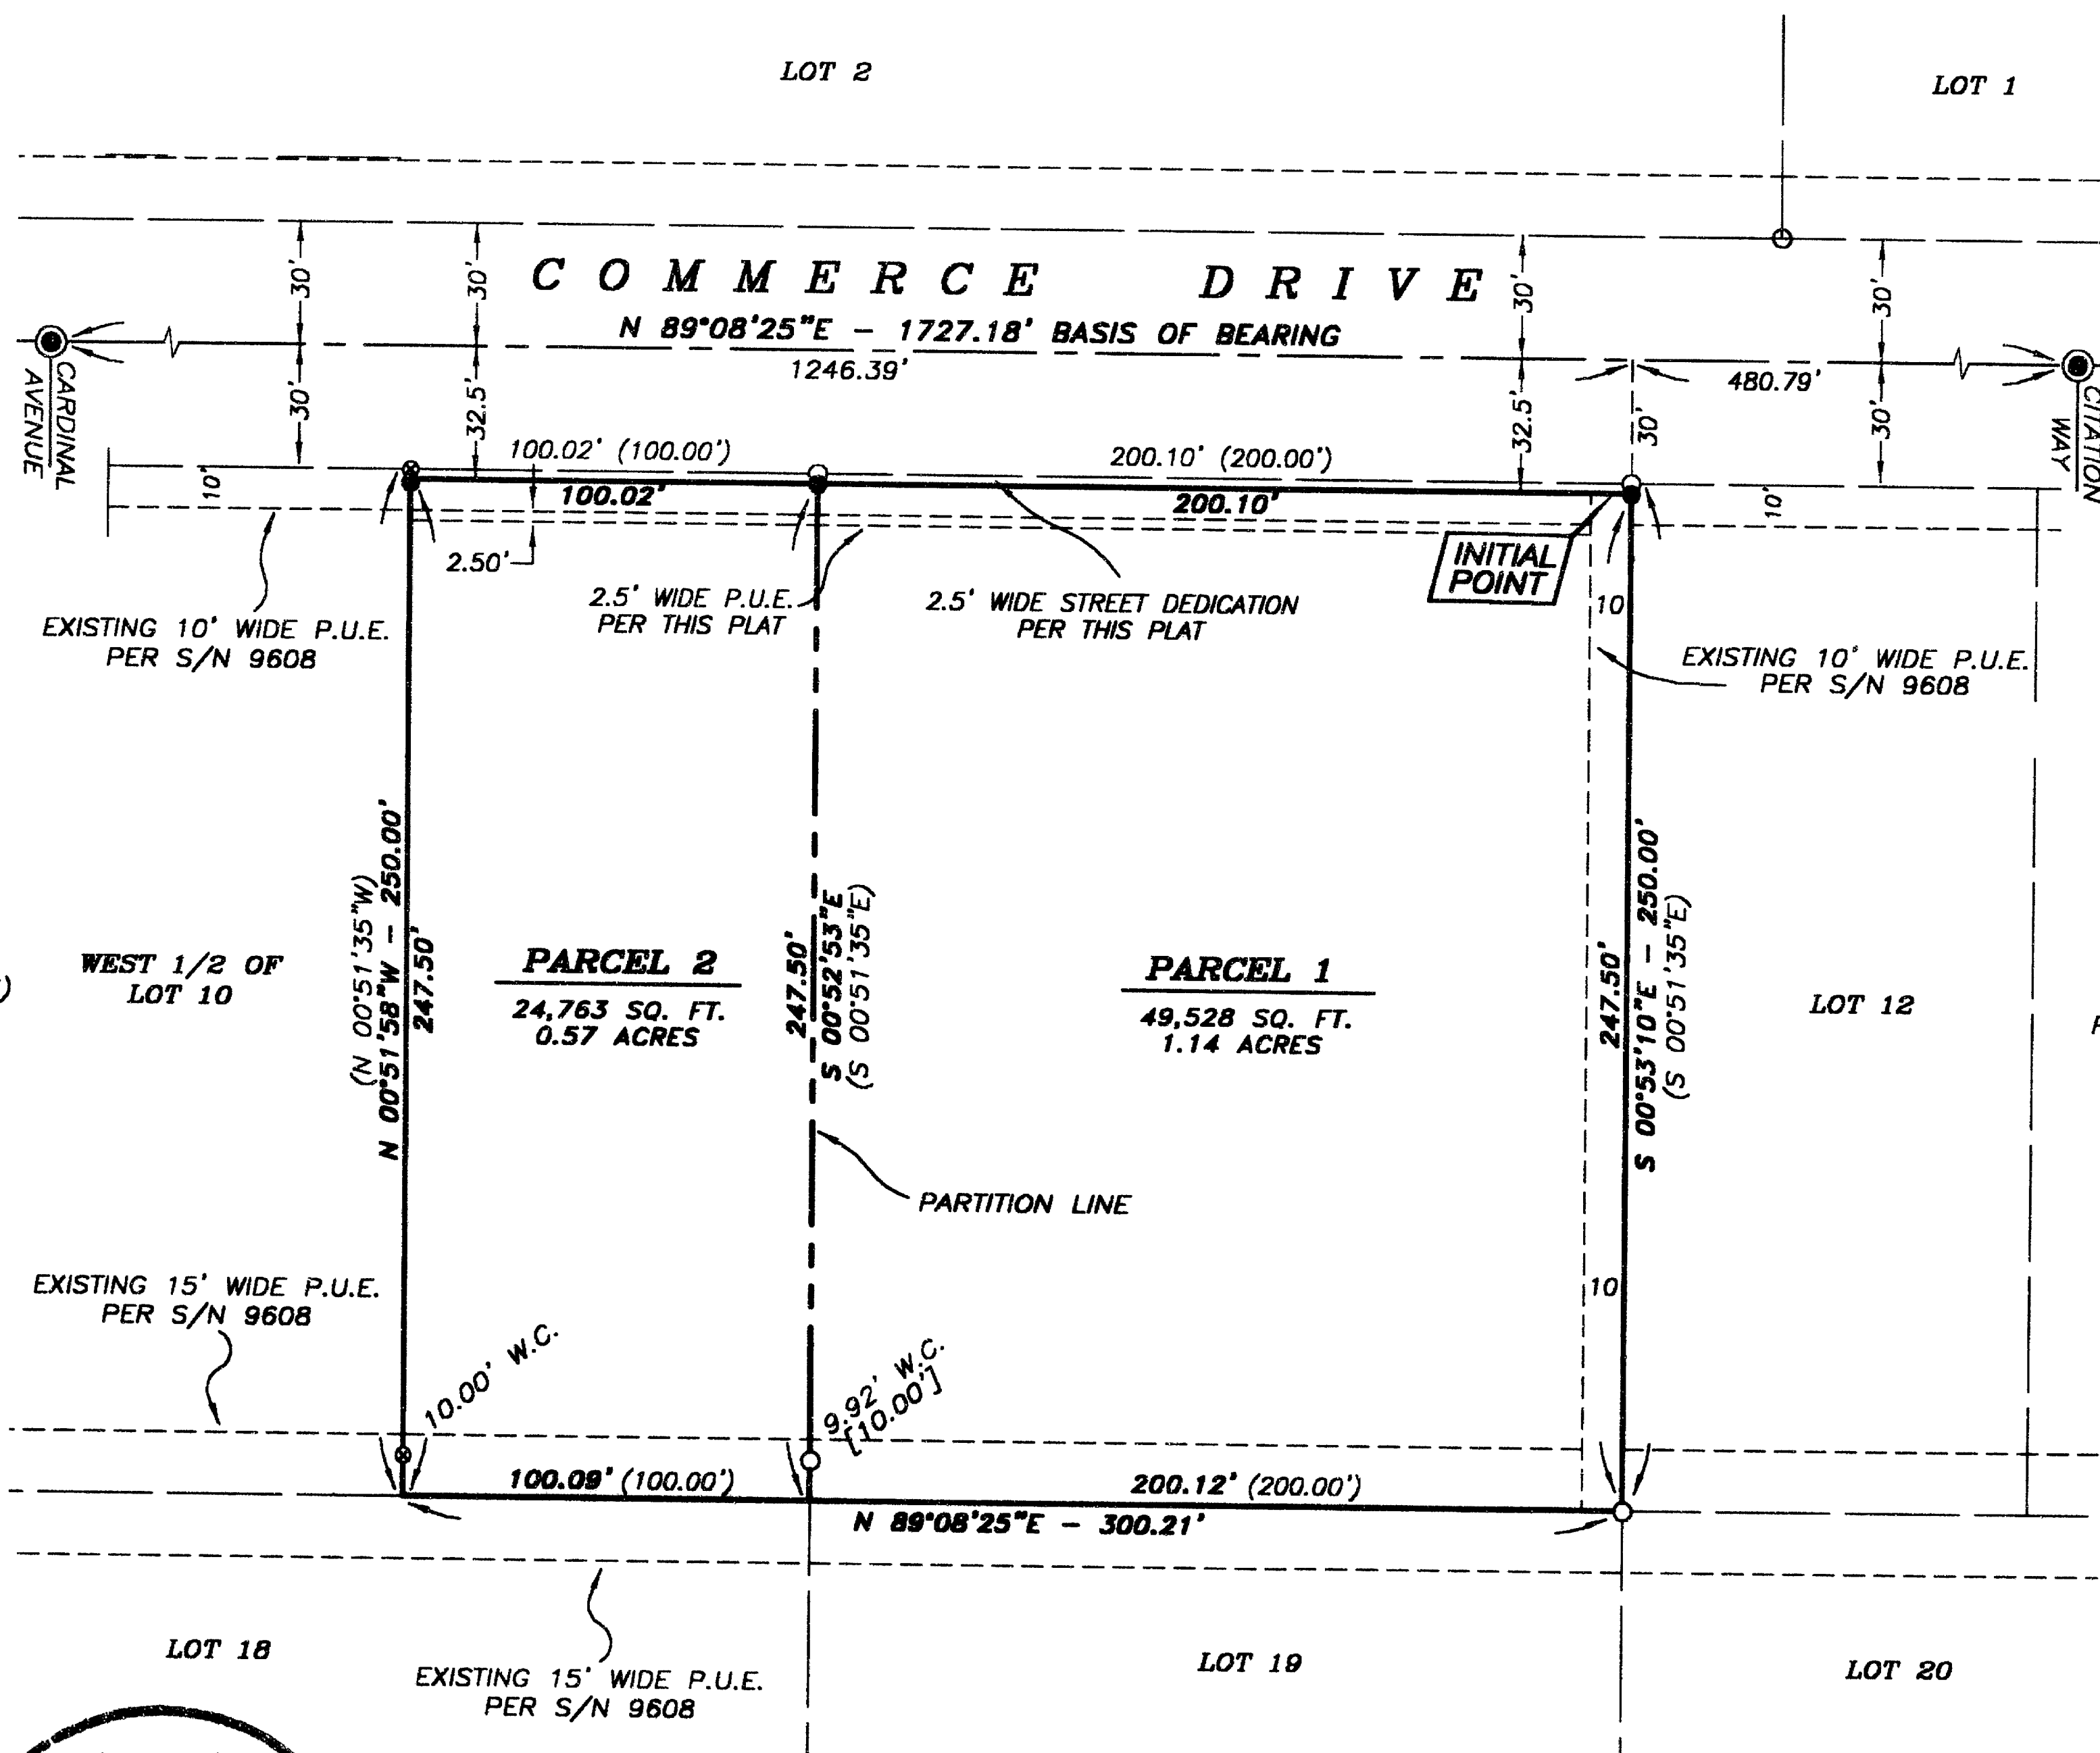 LOT 2
LOT 1
COMMERCE DRIVE
N 89°08'25"E - 1727.18' BASIS OF BEARING
1246.39'
480.79'
30'
30'
30'
30'
30'
32.5'
32.5'
30'
30'
30'
CARDINAL
AVENUE
CITATION
WAY
100.02' (100.00')
200.10' (200.00')
100.02'
200.10'
10'
10'
2.50'
INITIAL
POINT
2.5' WIDE P.U.E.
PER THIS PLAT
2.5' WIDE STREET DEDICATION
PER THIS PLAT
10
EXISTING 10' WIDE P.U.E.
PER S/N 9608
EXISTING 10' WIDE P.U.E.
PER S/N 9608
(N 00°51'35"W)
N 00°51'58"W - 250.00'
247.50'
247.50'
S 00°52'53"E
(S 00°51'35"E)
247.50'
S 00°53'10"E - 250.00'
(S 00°51'35"E)
WEST 1/2 OF
LOT 10
PARCEL 2
24,763 SQ. FT.
0.57 ACRES
PARCEL 1
49,528 SQ. FT.
1.14 ACRES
LOT 12
PARTITION LINE
10
EXISTING 15' WIDE P.U.E.
PER S/N 9608
10.00' W.C.
9.92' W.C.
[10.00']
100.09' (100.00')
200.12' (200.00')
N 89°08'25"E - 300.21'
LOT 18
EXISTING 15' WIDE P.U.E.
PER S/N 9608
LOT 19
LOT 20